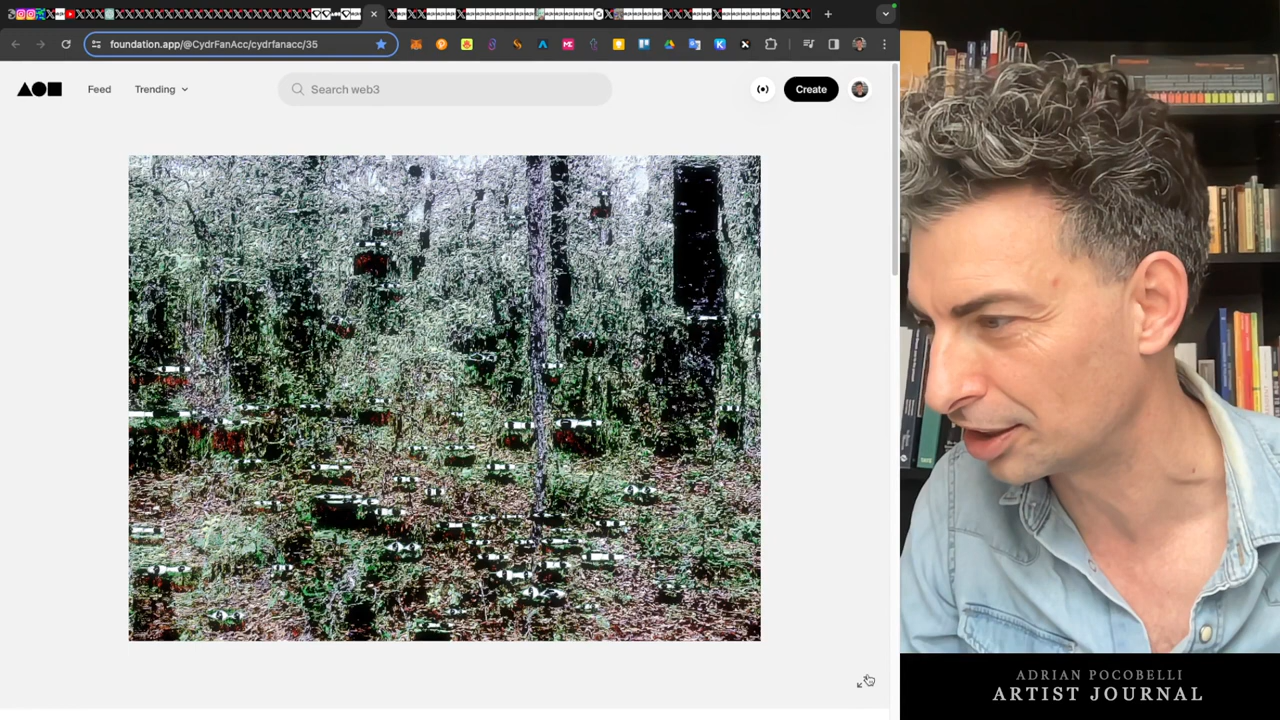 foundation.app/@CydrFanAcc/cydrfanacc/35
Feed
Trending
Search web3
Create
ADRIAN POCOBELLI
ARTIST JOURNAL